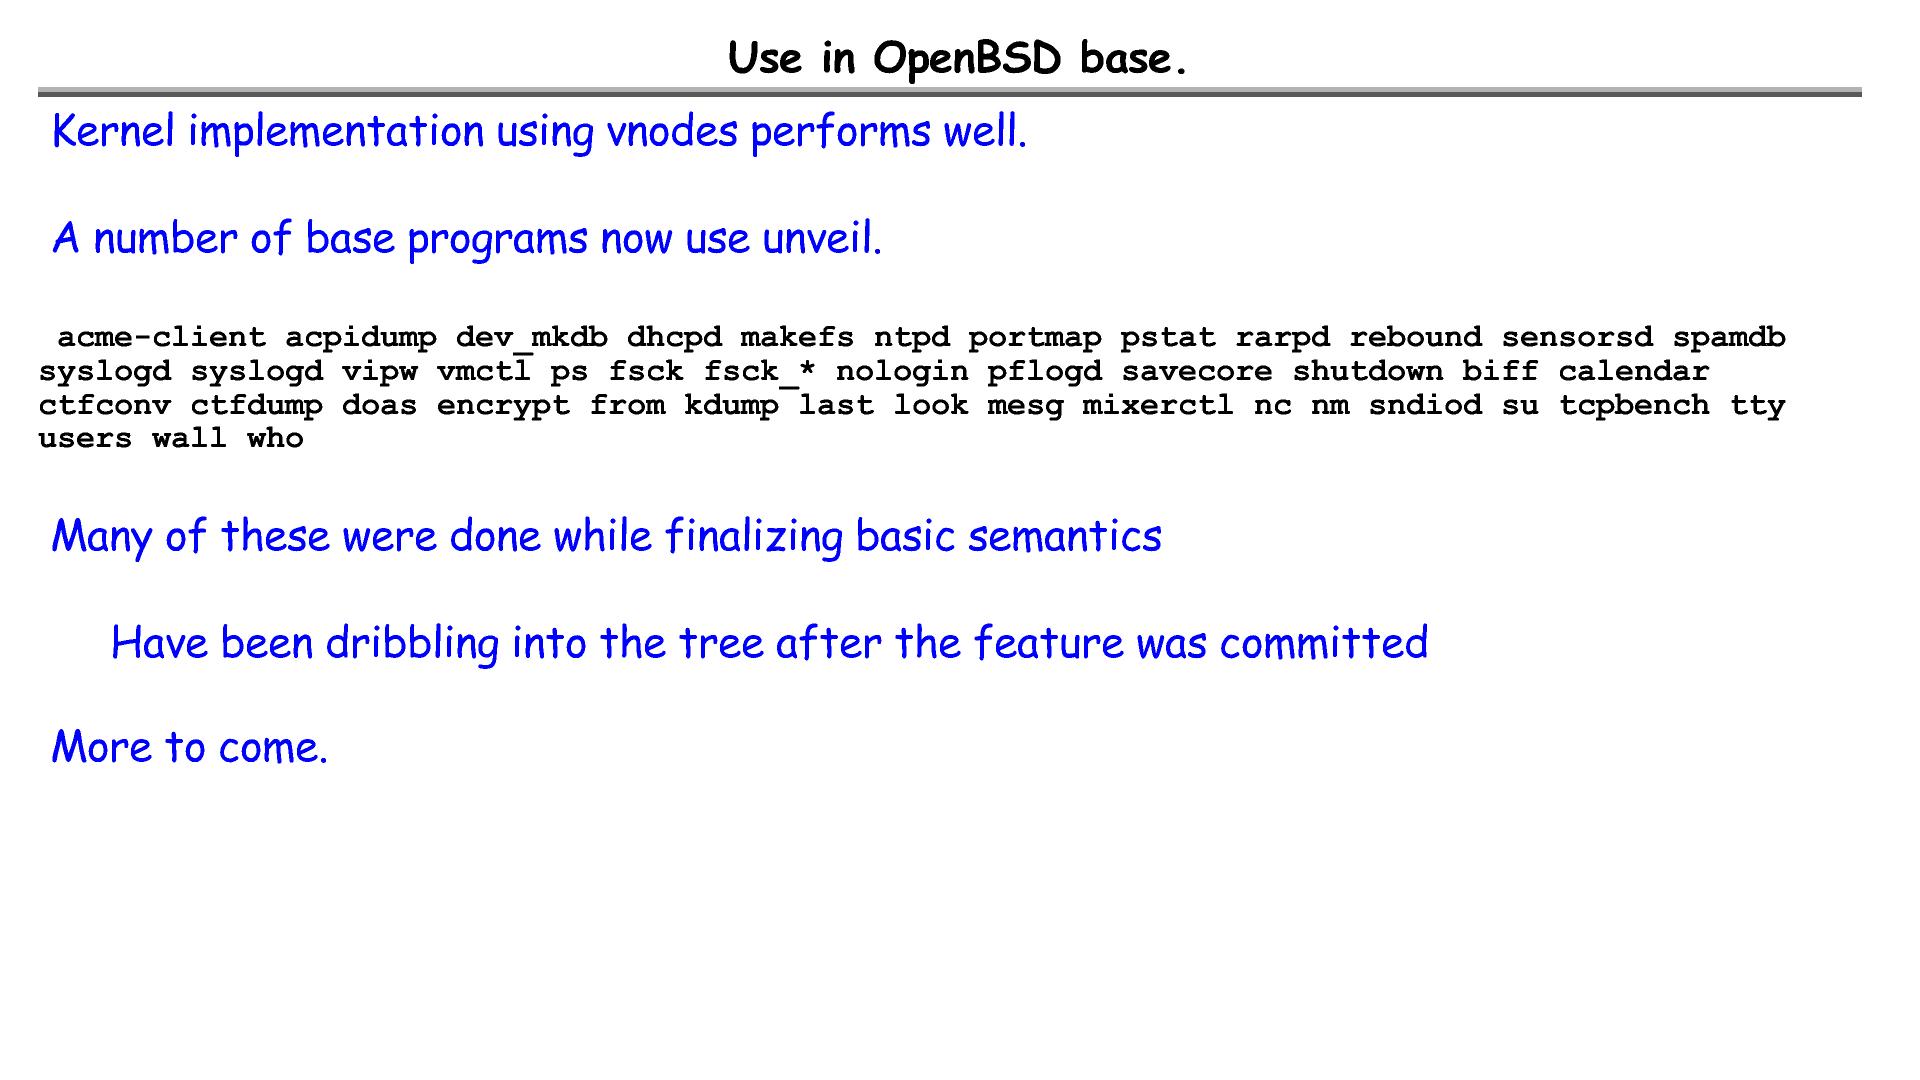 Use in OpenBSD base.
Kernel implementation using vnodes performs well.
A number of base programs now use unveil.
acme-client acpidump dev_mkdb dhcpd makefs ntpd portmap pstat rarpd rebound sensorsd spamdb
syslogd syslogd vipw vmctl ps fsck fsck_* nologin pflogd savecore shutdown biff calendar
ctfconv ctfdump doas encrypt from kdump last look mesg mixerctl nc nm sndiod su tcpbench tty
users wall who
Many of these were done while finalizing basic semantics
Have been dribbling into the tree after the feature was committed
More to come.